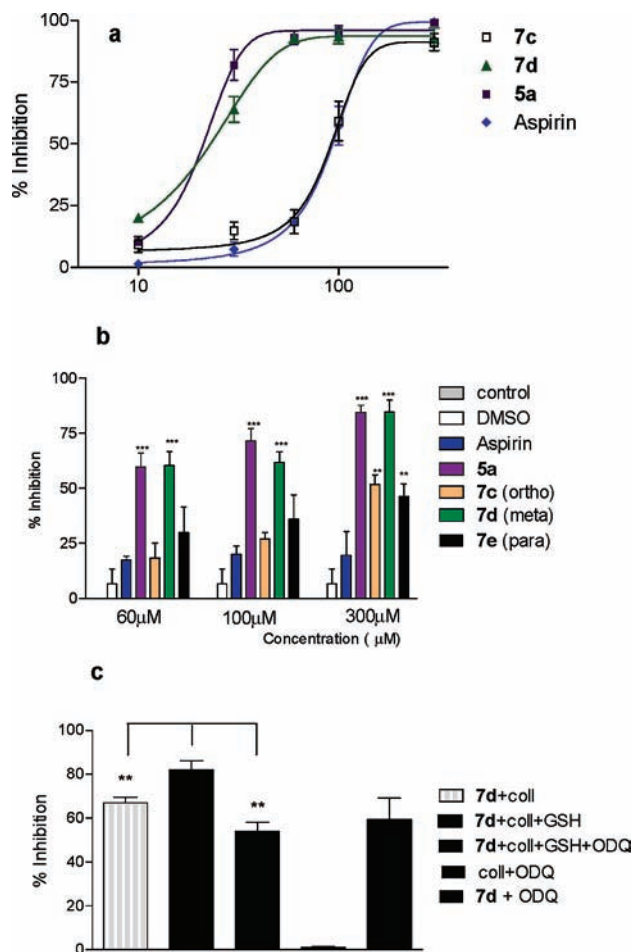 a
100
75
50
25
0
% Inhibition
10
100
7c
7d
5a
Aspirin
b
100
75
50
25
0
% Inhibition
***
***
***
***
***
***
**
**
60µM
100µM
300µM
Concentration ( µM)
control
DMSO
Aspirin
5a
7c (ortho)
7d (meta)
7e (para)
c
100
80
60
40
20
0
% Inhibition
**
**
7d+coll
7d+coll+GSH
7d+coll+GSH+ODQ
coll+ODQ
7d + ODQ